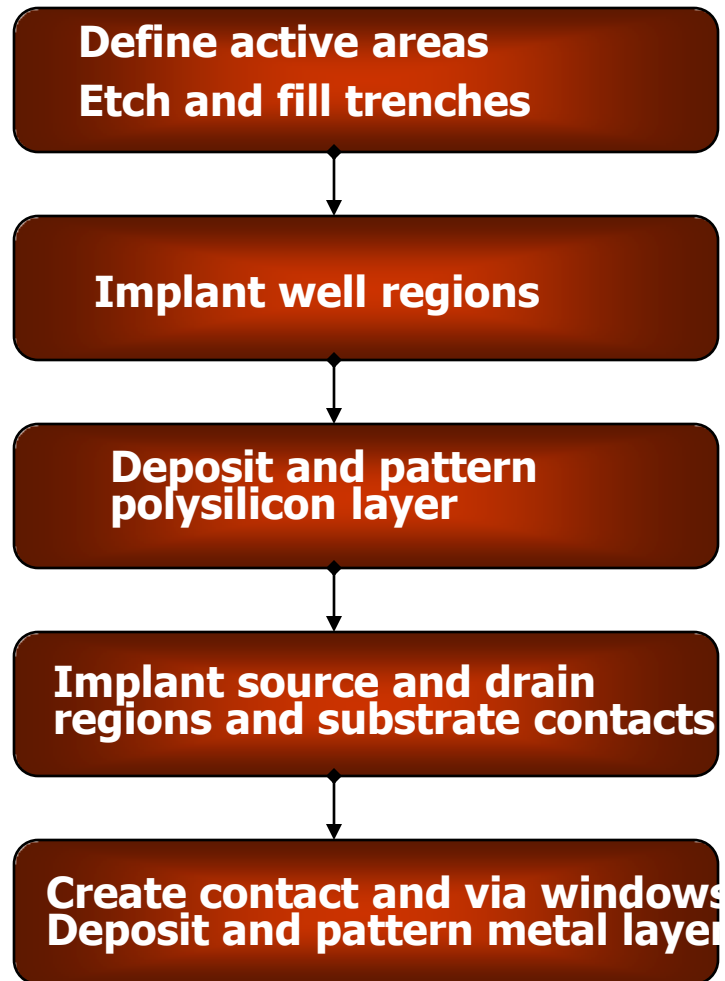 Define active areas
Etch and fill trenches
Implant well regions
Deposit and pattern
polysilicon layer
Implant source and drain
regions and substrate contacts
Create contact and via windows
Deposit and pattern metal layer